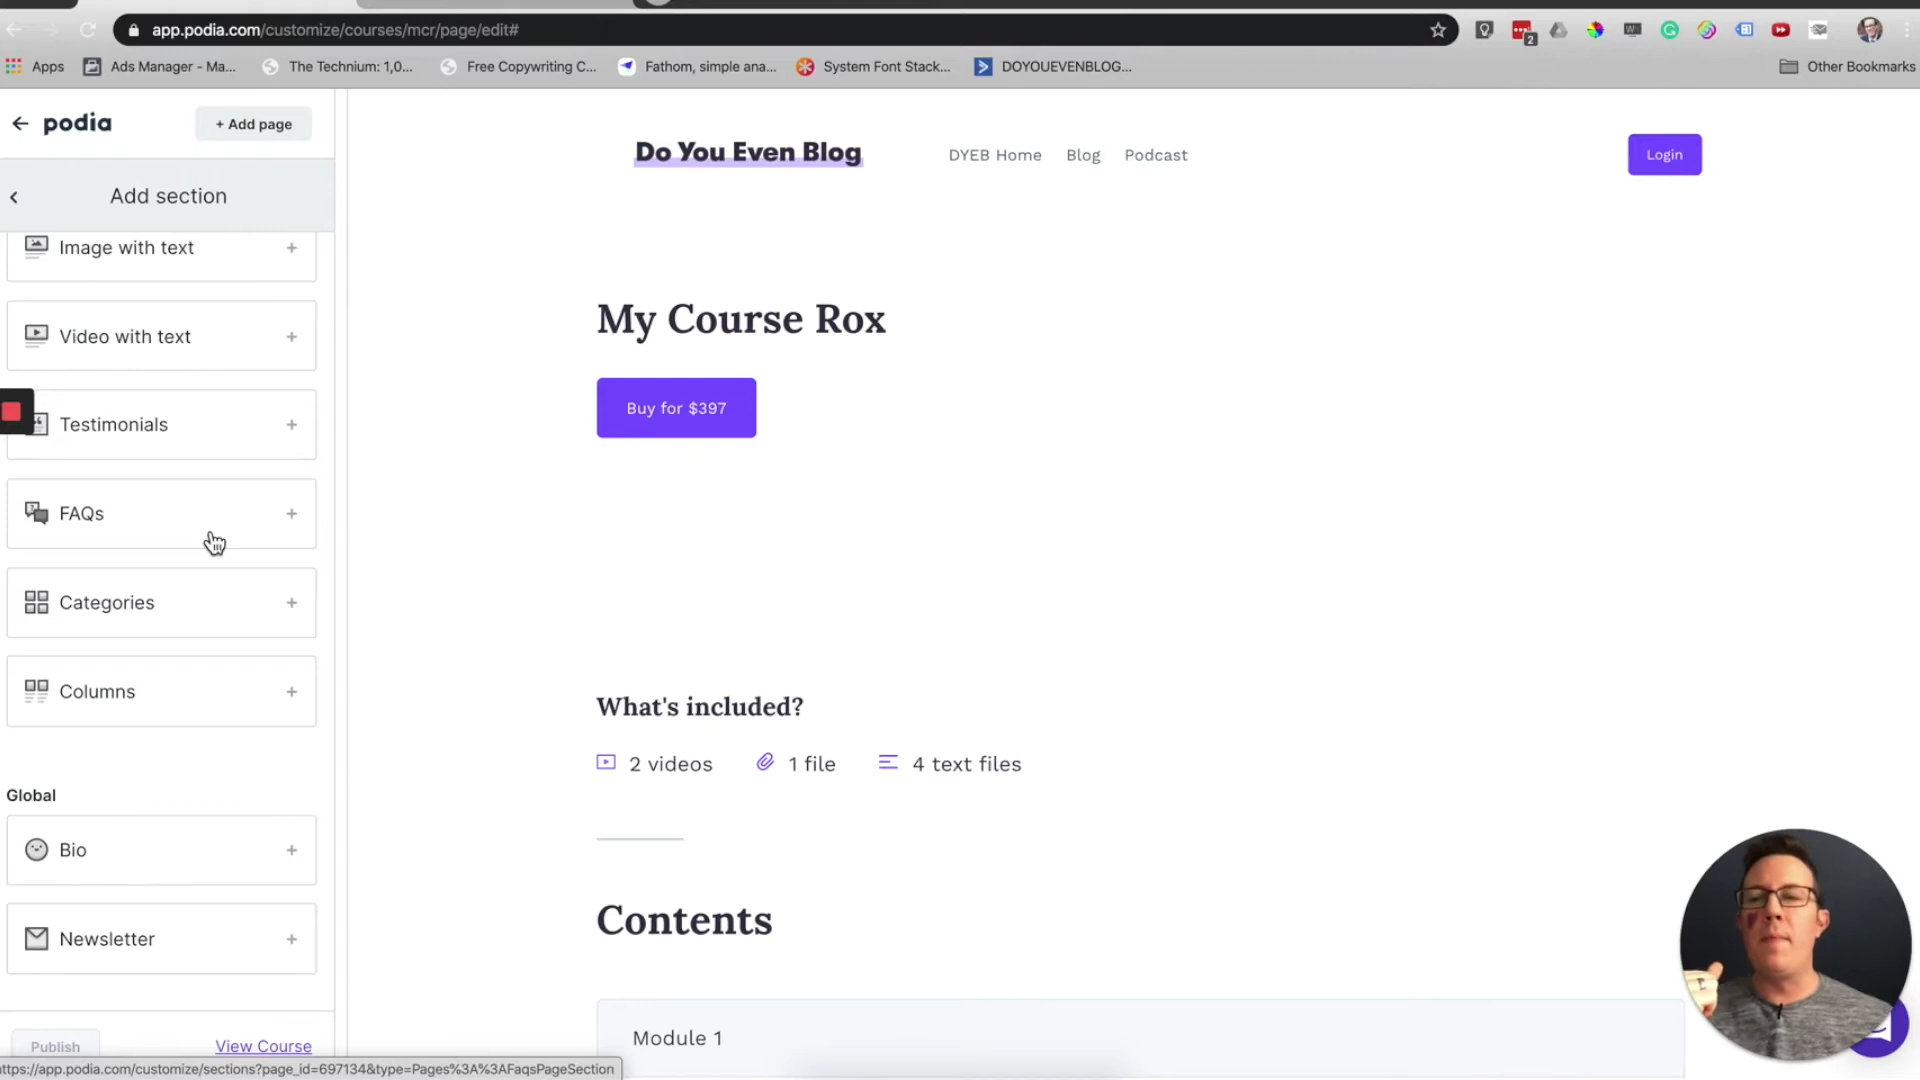 app.podia.com/customize/courses/mcr/page/edit#
2
Apps
Ads Manager - Ma...
The Technium: 1,0...
Free Copywriting C...
Fathom, simple ana...
System Font Stack...
DOYOUEVENBLOG...
Other Bookmarks
podia
+ Add page
Do You Even Blog
DYEB Home
Blog
Podcast
Login
Add section
Image with text
Video with text
Testimonials
FAQs
Categories
Columns
Global
Bio
Newsletter
Publish
View Course
My Course Rox
Buy for $397
What's included?
2 videos
1 file
4 text files
Contents
Module 1
ttps://app.podia.com/customize/sections?page_id=697134&type=Pages%3A%3AFaqsPageSection